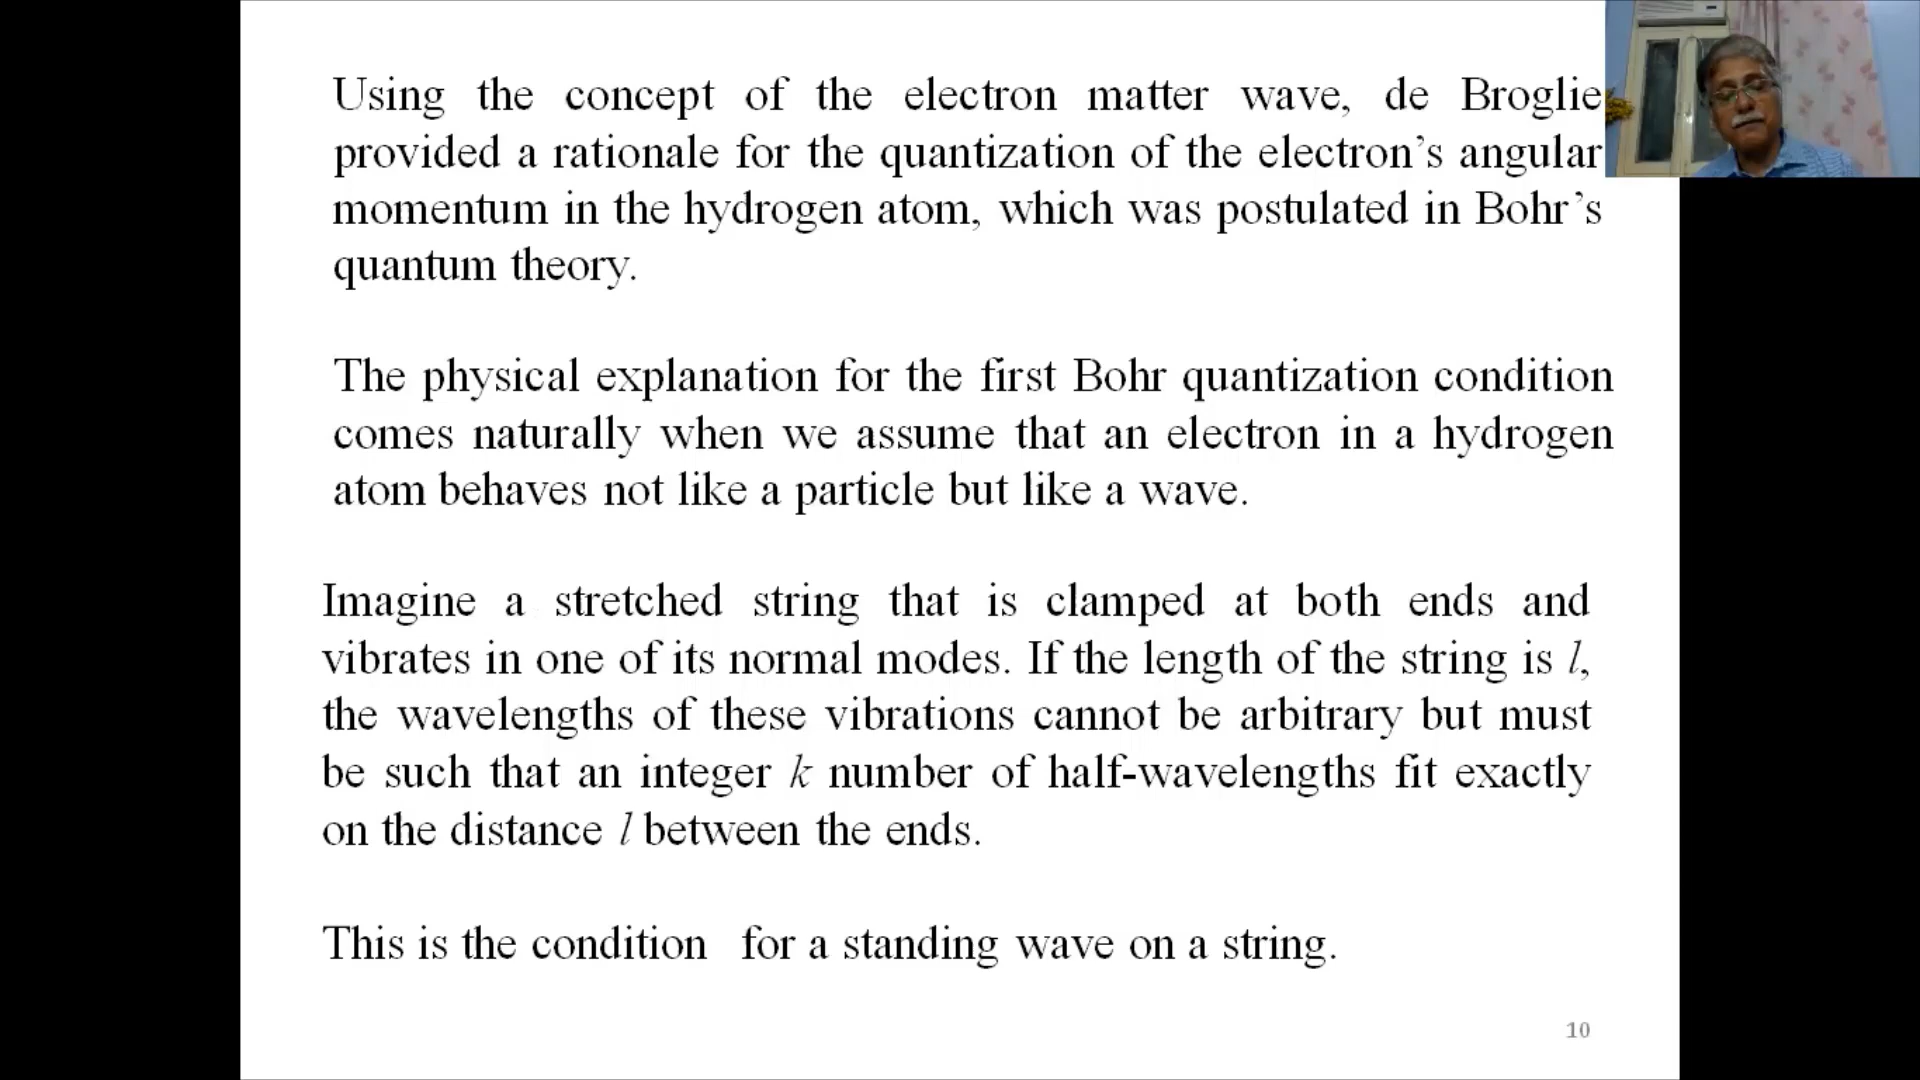 Using the concept of the electron matter wave, de Broglie
provided a rationale for the quantization of the electron’s angular
momentum in the hydrogen atom, which was postulated in Bohr’s
quantum theory.
The physical explanation for the first Bohr quantization condition
comes naturally when we assume that an electron in a hydrogen
atom behaves not like a particle but like a wave.
Imagine a stretched string that is clamped at both ends and
vibrates in one of its normal modes. If the length of the string is l,
the wavelengths of these vibrations cannot be arbitrary but must
be such that an integer k number of half-wavelengths fit exactly
on the distance l between the ends.
This is the condition for a standing wave on a string.
10